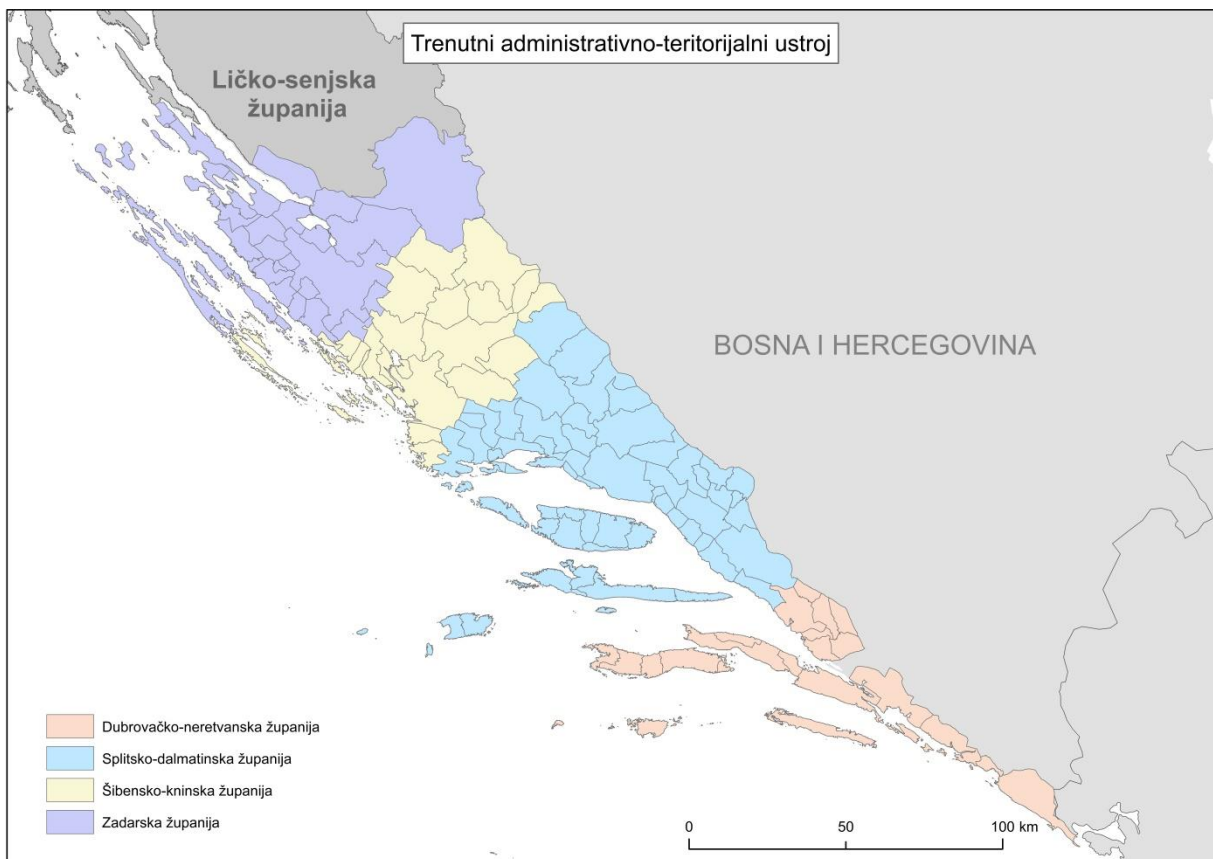 Trenutni administrativno-teritorijalni ustroj
Ličko-senjska
županija
BOSNA I HERCEGOVINA
Dubrovačko-neretvanska županija
Splitsko-dalmatinska županija
Šibensko-kninska županija
Zadarska županija
0 50 100 km